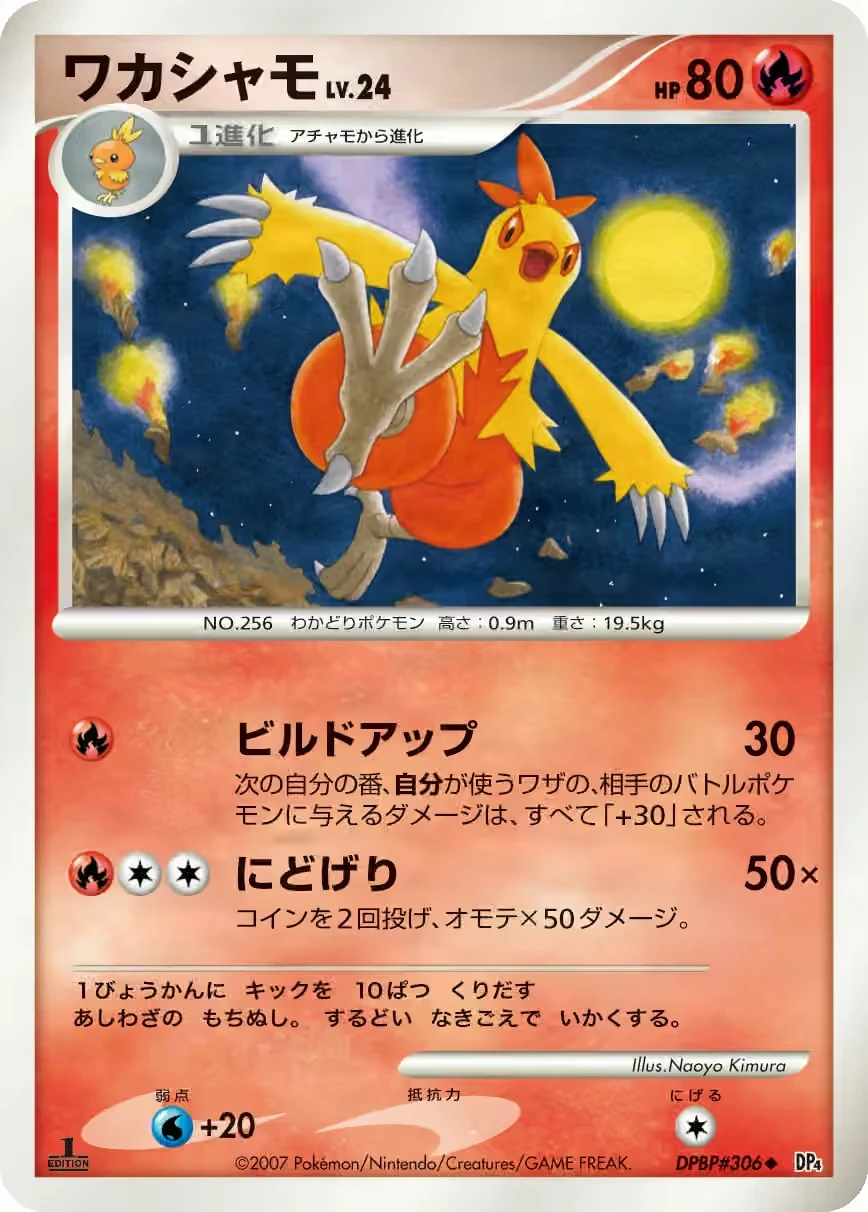 ワカシャモ LV.24
HP 80
1進化 アチャモから進化
NO.256 わかどりポケモン 高さ：0.9m 重さ：19.5kg
ビルドアップ 30
次の自分の番、自分が使うワザの、相手のバトルポケ
モンに与えるダメージは、すべて「+30」される。
にどげり 50×
コインを2回投げ、オモテ×50ダメージ。
1びょうかんに キックを 10ぱつ くりだす
あしわざの もちぬし。 するどい なきごえで いかくする。
Illus.Naoyo Kimura
弱点 抵抗力 にげる
+20
1 EDITION
©2007 Pokémon/Nintendo/Creatures/GAME FREAK.
DPBP#306◆ DP4